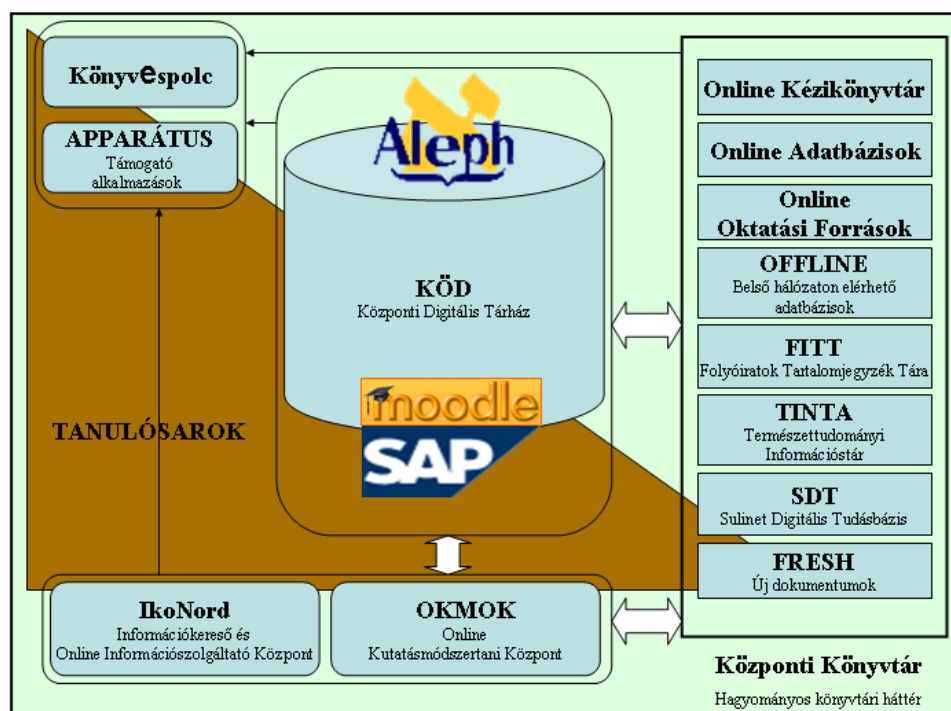 Könyvespolc
APPARÁTUS
Támogató
alkalmazások
Aleph
KÖD
Központi Digitális Tárház
moodle
SAP
TANULÓSAROK
IkoNord
Információkereső és
Online Információszolgáltató Központ
OKMOK
Online
Kutatásmódszertani Központ
Online Kézikönyvtár
Online Adatbázisok
Online
Oktatási Források
OFFLINE
Belső hálózaton elérhető
adatbázisok
FITT
Folyóiratok Tartalomjegyzék Tára
TINTA
Természettudományi
Információstár
SDT
Sulinet Digitális Tudásbázis
FRESH
Új dokumentumok
Központi Könyvtár
Hagyományos könyvtári háttér